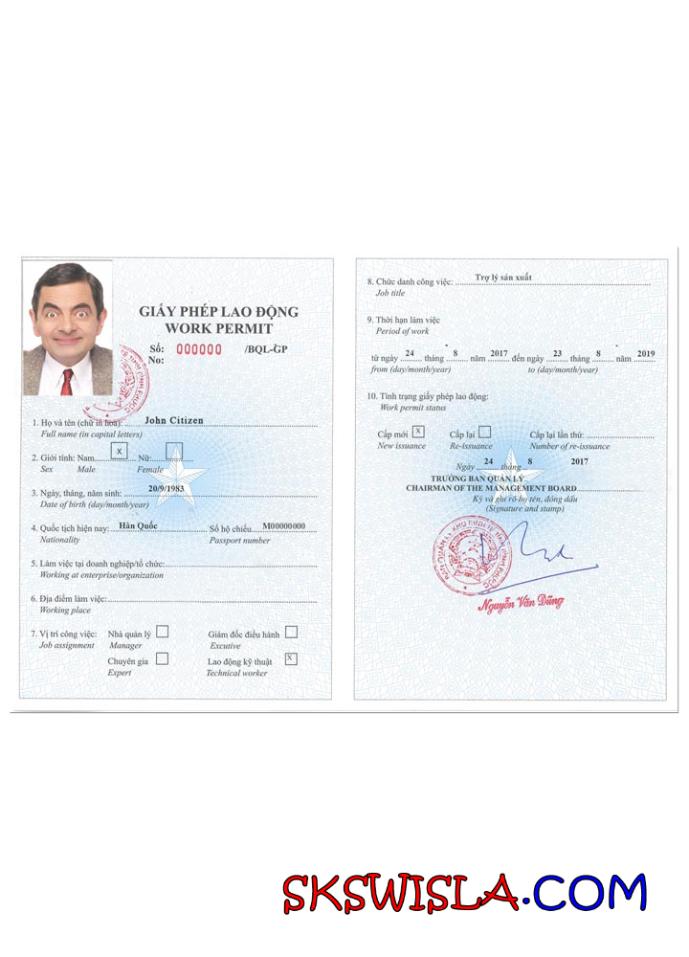 GIẤY PHÉP LAO ĐỘNG
WORK PERMIT
Số: 000000 /BQL-GP
No:
1. Họ và tên (chữ in hoa): John Citizen
Full name (in capital letters)
2. Giới tính: Nam x Nữ
Sex Male Female
3. Ngày, tháng, năm sinh: 20/9/1983
Date of birth (day/month/year)
4. Quốc tịch hiện nay: Hàn Quốc Số hộ chiếu M00000000
Nationality Passport number
5. Làm việc tại doanh nghiệp/tổ chức:
Working at enterprise/organization
6. Địa điểm làm việc:
Working place
7. Vị trí công việc: Nhà quản lý Giám đốc điều hành
Job assignment Manager Excutive
Chuyên gia Lao động kỹ thuật X
Expert Technical worker
8. Chức danh công việc: Trợ lý sản xuất
Job title
9. Thời hạn làm việc
Period of work
từ ngày 24 tháng 8 năm 2017 đến ngày 23 tháng 8 năm 2019
from (day/month/year) to (day/month/year)
10. Tình trạng giấy phép lao động:
Work permit status
Cấp mới X Cấp lại Cấp lại lần thứ:
New issuance Re-issuance Number of re-issuance
Ngày 24 tháng 8 2017
TRƯỞNG BAN QUẢN LÝ
CHAIRMAN OF THE MANAGEMENT BOARD
Ký và ghi rõ họ tên, đóng dấu
(Signature and stamp)
Nguyễn Văn Dũng
SKSWISLA.COM